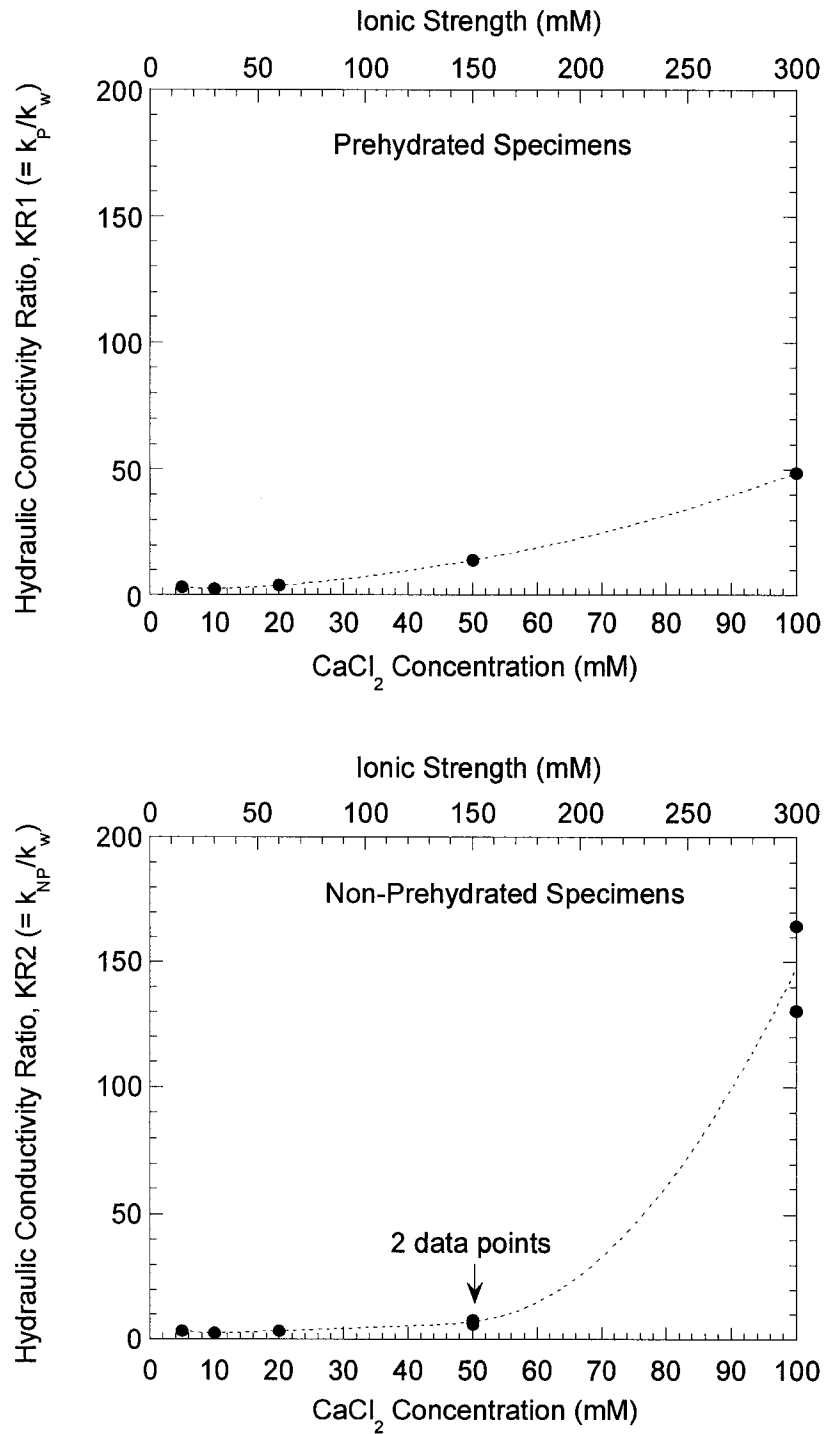 Ionic Strength (mM)
0 50 100 150 200 250 300
200
150
100
50
0
Hydraulic Conductivity Ratio, KR1 (= k_P/k_w)
Prehydrated Specimens
0 10 20 30 40 50 60 70 80 90 100
CaCl₂ Concentration (mM)
Ionic Strength (mM)
0 50 100 150 200 250 300
200
150
100
50
0
Hydraulic Conductivity Ratio, KR2 (= k_NP/k_w)
Non-Prehydrated Specimens
2 data points
0 10 20 30 40 50 60 70 80 90 100
CaCl₂ Concentration (mM)